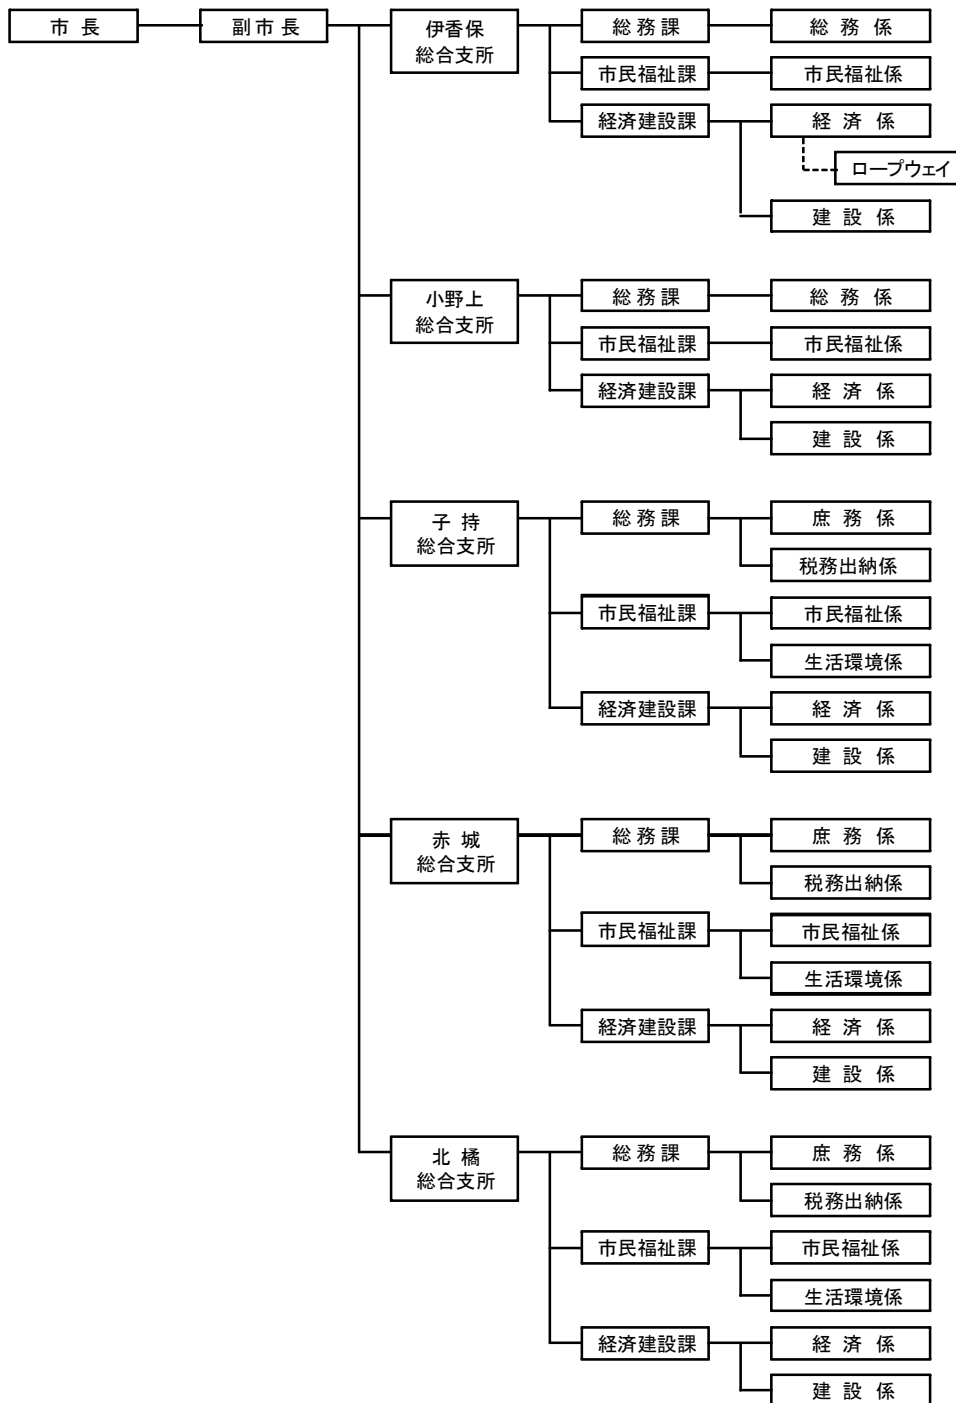 市 長
副 市 長
伊香保
総合支所
総 務 課
総 務 係
市民福祉課
市民福祉係
経済建設課
経 済 係
ロープウェイ
建 設 係
小野上
総合支所
総 務 課
総 務 係
市民福祉課
市民福祉係
経済建設課
経 済 係
建 設 係
子 持
総合支所
総 務 課
庶 務 係
税務出納係
市民福祉課
市民福祉係
生活環境係
経済建設課
経 済 係
建 設 係
赤 城
総合支所
総 務 課
庶 務 係
税務出納係
市民福祉課
市民福祉係
生活環境係
経済建設課
経 済 係
建 設 係
北 橘
総合支所
総 務 課
庶 務 係
税務出納係
市民福祉課
市民福祉係
生活環境係
経済建設課
経 済 係
建 設 係